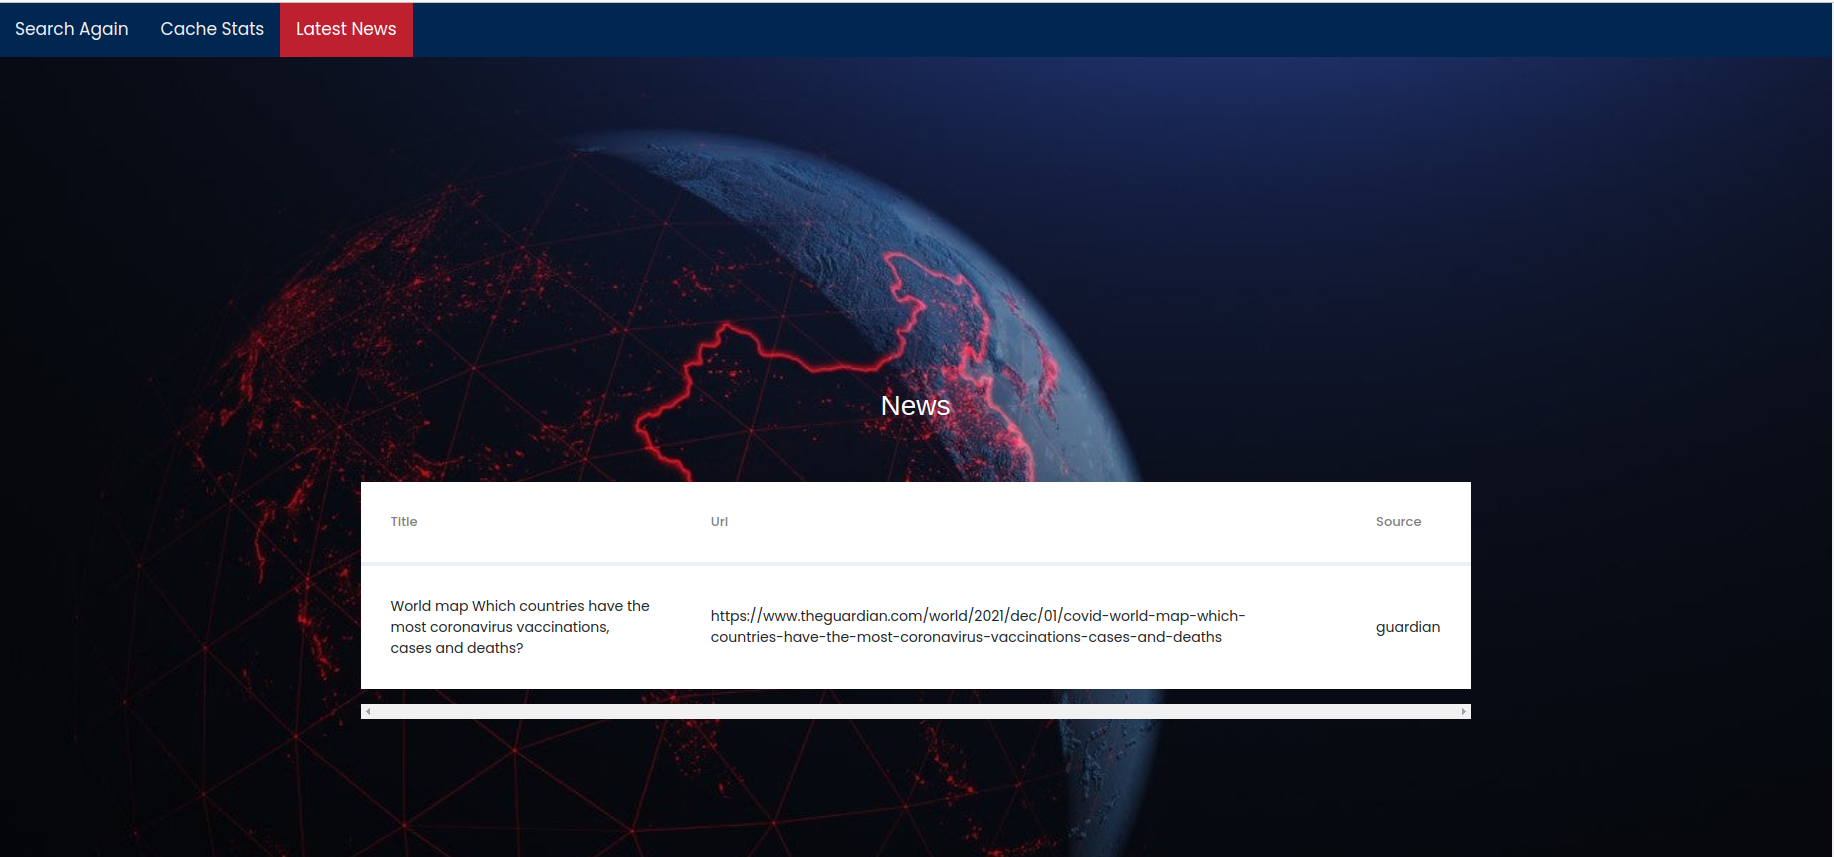 Search Again Cache Stats Latest News
News
Title Url Source
World map Which countries have the
most coronavirus vaccinations,
cases and deaths?
https://www.theguardian.com/world/2021/dec/01/covid-world-map-which-
countries-have-the-most-coronavirus-vaccinations-cases-and-deaths
guardian